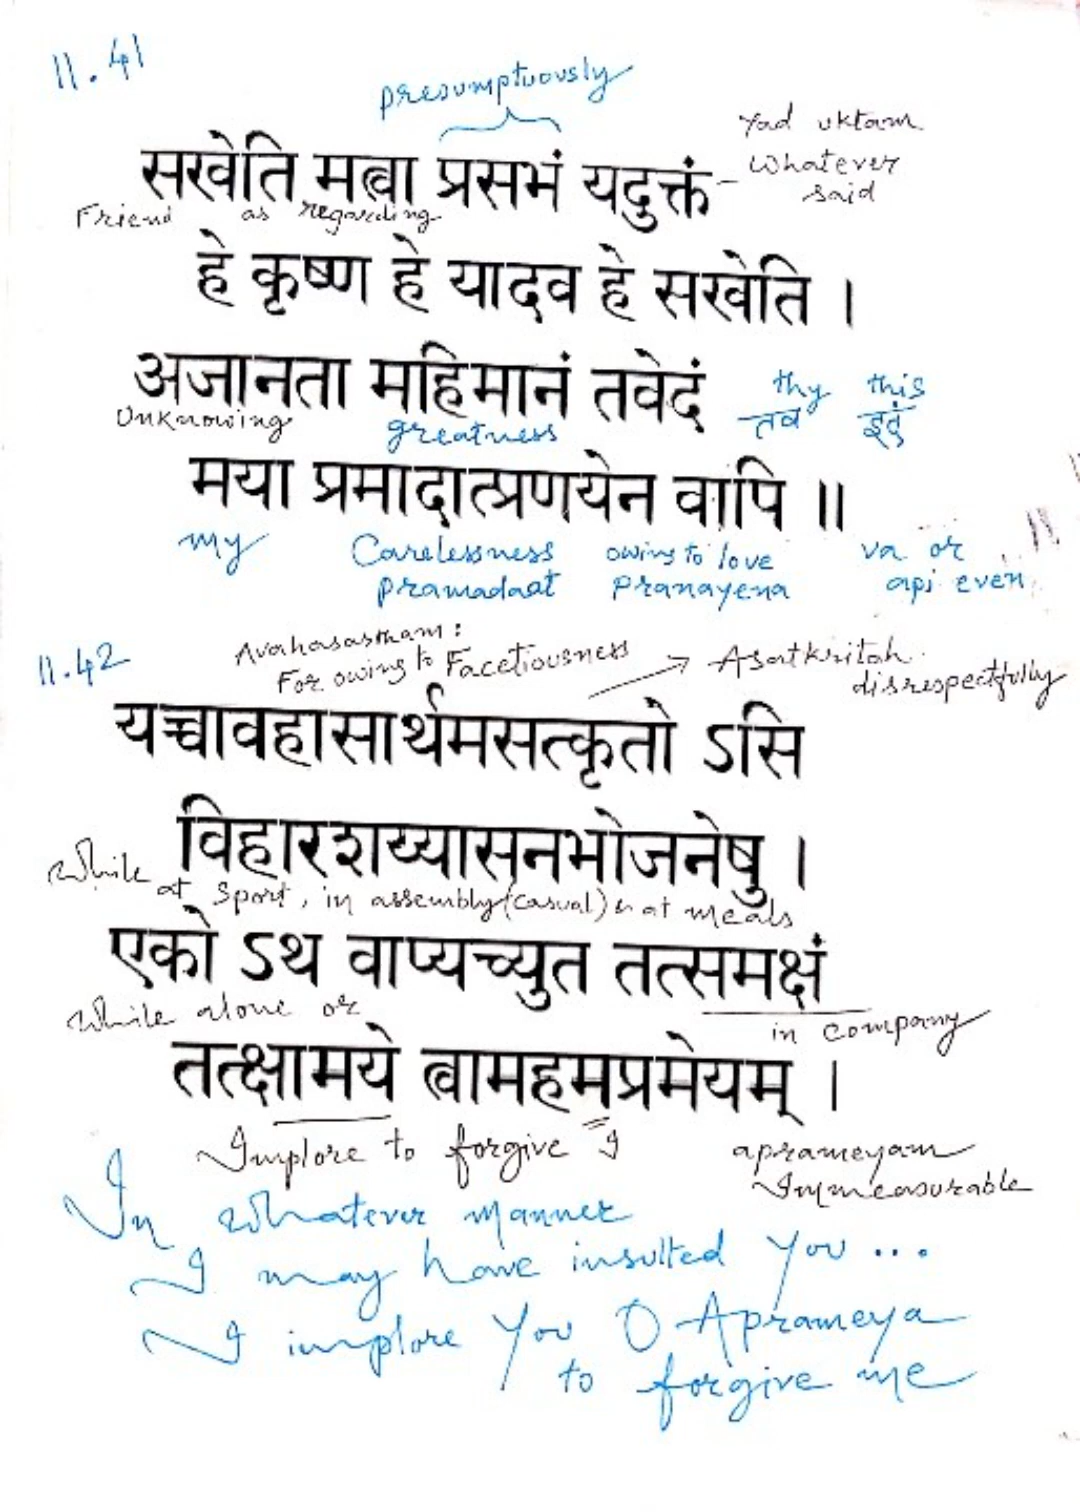 11.41
presumptuously
Yad uktam
सखेति मत्वा प्रसभं यदुक्तं - whatever
said
Friend as regarding
हे कृष्ण हे यादव हे सखेति ।
अजानता महिमानं तवेदं
thy this
तव इदं
Unknowing greatness
मया प्रमादात्प्रणयेन वापि ॥
my Carelessness owing to love va or
pramadaat pranayena api even
11.42
Avahasastham :
For owing to Facetiousness → Asatkritah
disrespectfully
यच्चावहासार्थमसत्कृतो ऽसि
विहारशय्यासनभोजनेषु ।
While at sport, in assembly (casual) & at meals
एको ऽथ वाप्यच्युत तत्समक्षं
While alone or in company
तत्क्षामये त्वामहमप्रमेयम् ।
Implore to forgive I aprameyam
Immeasurable
In whatever manner
I may have insulted You ...
I implore You O Aprameya
to forgive me